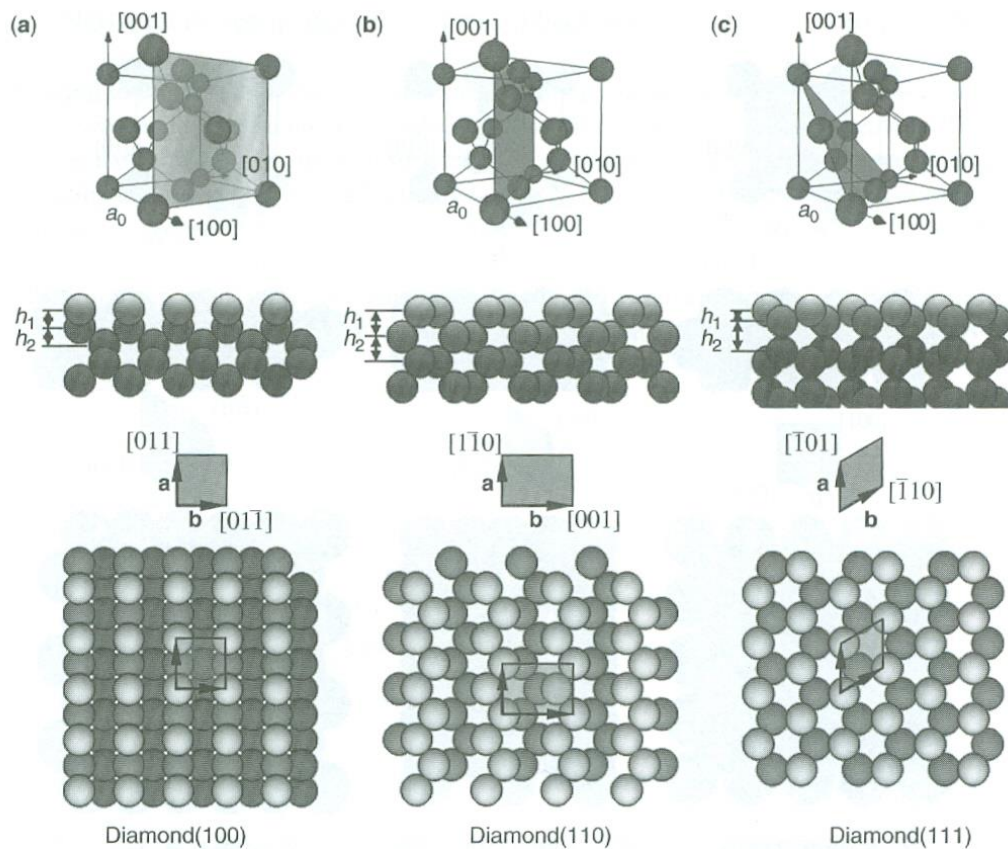 (a)
[001]
[010]
a₀
[100]
(b)
[001]
[010]
a₀
[100]
(c)
[001]
[010]
a₀
[100]
h₁
h₂
h₁
h₂
h₁
h₂
[011]
a
b
[011̅]
[11̅0]
a
b
[001]
[1̅01]
a
b
[1̅10]
Diamond(100)
Diamond(110)
Diamond(111)